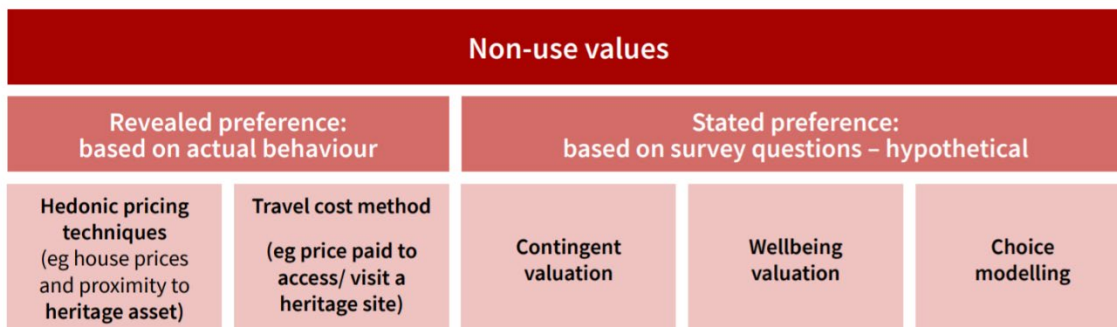 Non-use values
Revealed preference:
based on actual behaviour
Stated preference:
based on survey questions – hypothetical
Hedonic pricing
techniques
(eg house prices
and proximity to
heritage asset)
Travel cost method
(eg price paid to
access/ visit a
heritage site)
Contingent
valuation
Wellbeing
valuation
Choice
modelling